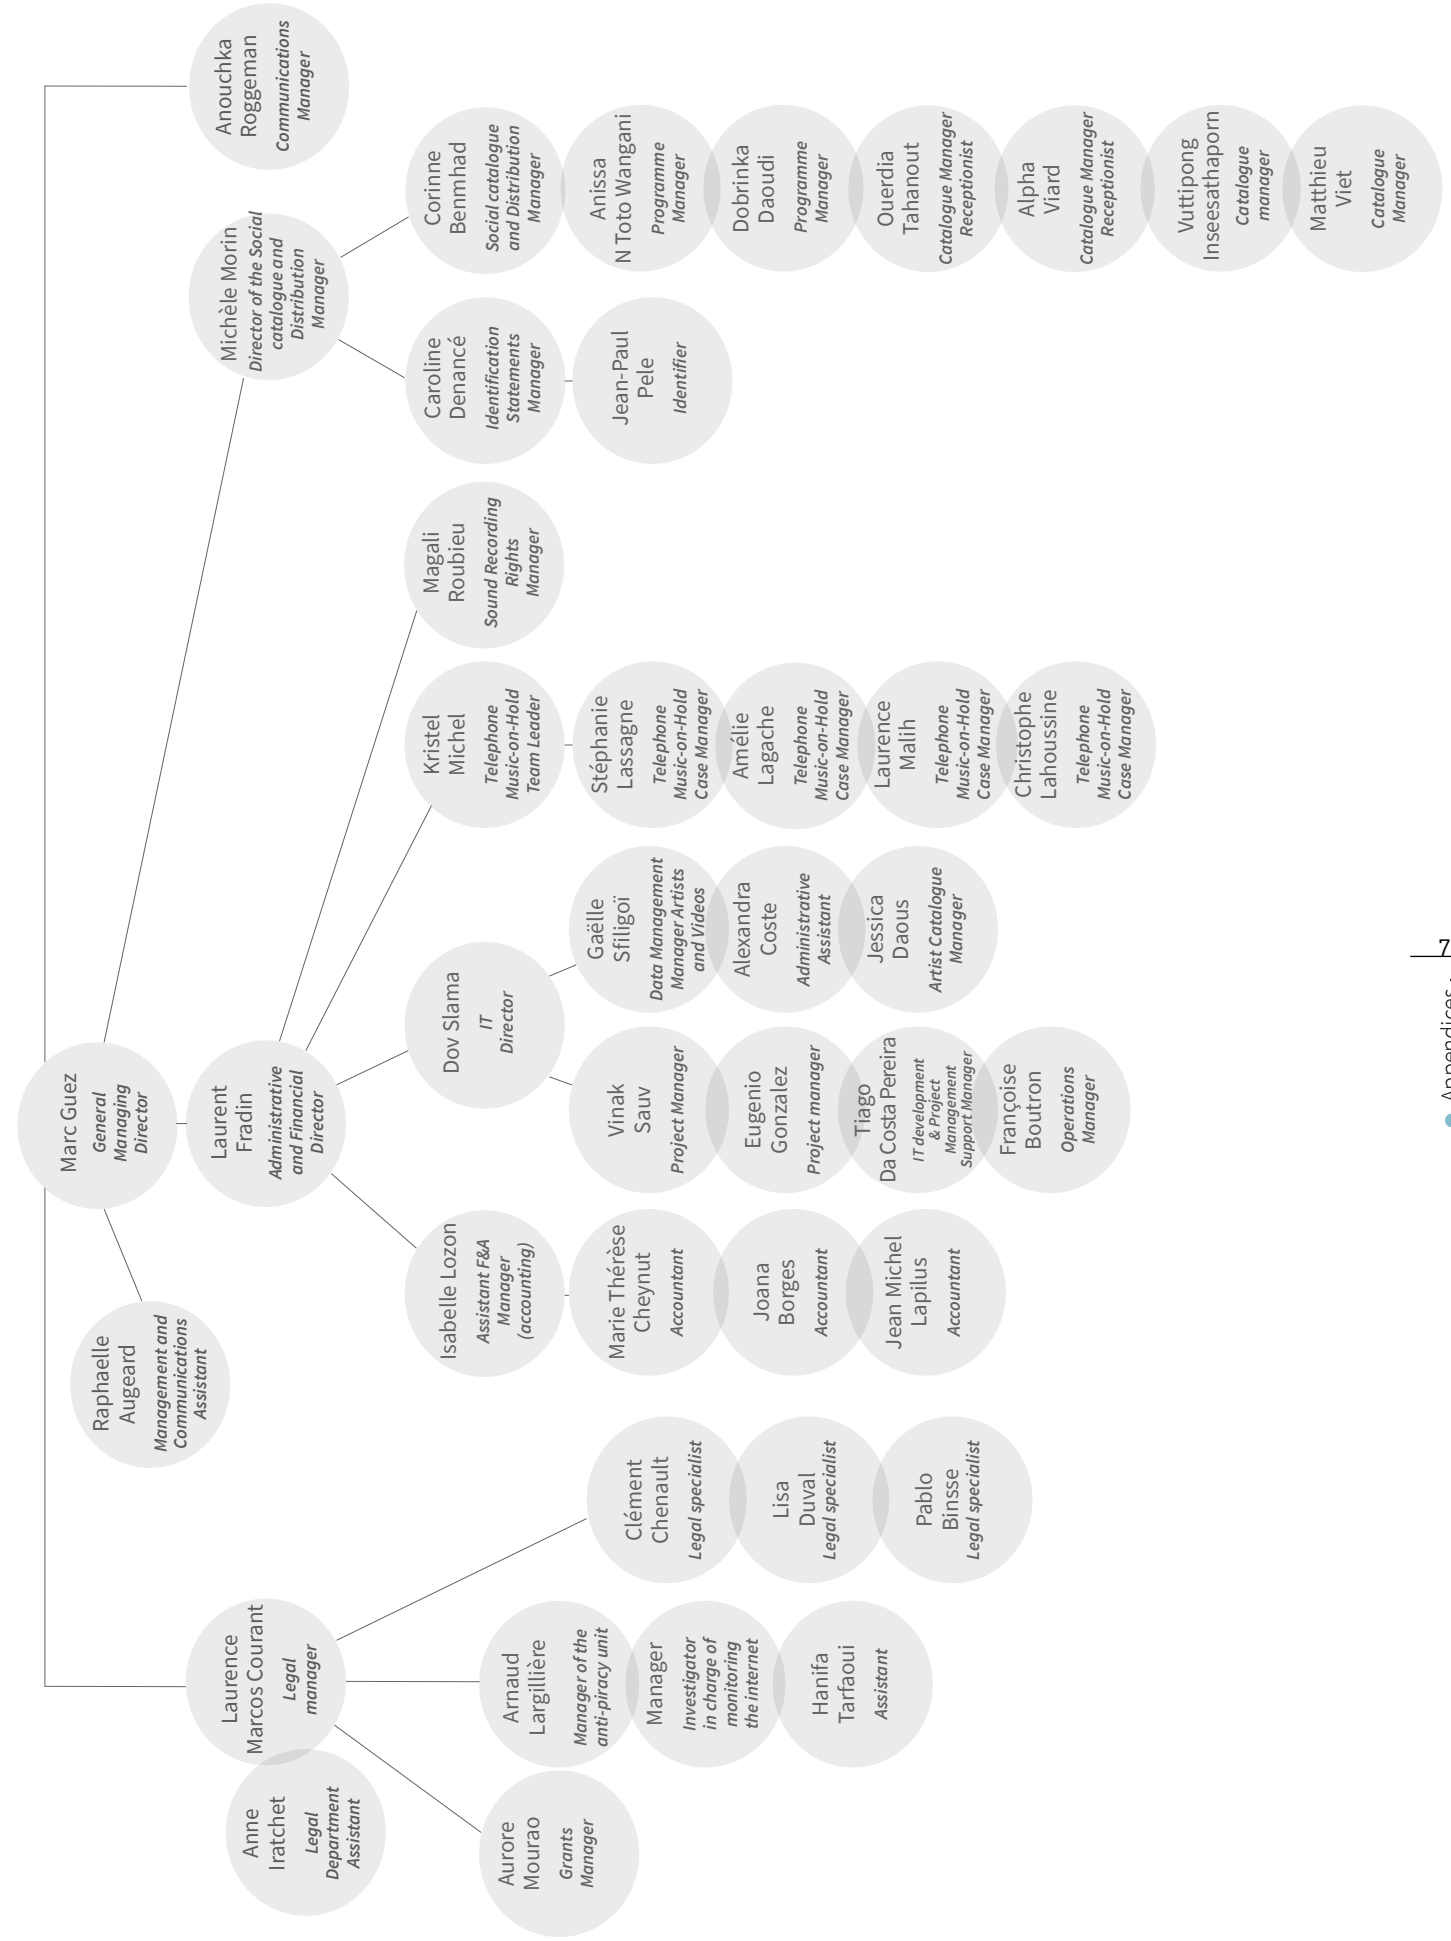 Marc Guez
General
Managing
Director
Raphaelle
Augeard
Management and
Communications
Assistant
Laurence
Marcos Courant
Legal
manager
Anne
Iratchet
Legal
Department
Assistant
Aurore
Mourao
Grants
Manager
Arnaud
Largillière
Manager of the
anti-piracy unit
Manager
Investigator
in charge of
monitoring
the internet
Hanifa
Tarfaoui
Assistant
Clément
Chenault
Legal specialist
Lisa
Duval
Legal specialist
Pablo
Binsse
Legal specialist
Laurent
Fradin
Administrative
and Financial
Director
Isabelle Lozon
Assistant F&A
Manager
(accounting)
Marie Thérèse
Cheynut
Accountant
Joana
Borges
Accountant
Jean Michel
Lapilus
Accountant
Dov Slama
IT
Director
Vinak
Sauv
Project Manager
Eugenio
Gonzalez
Project manager
Tiago
Da Costa Pereira
IT development
& Project
Management
Support Manager
Françoise
Boutron
Operations
Manager
Gaëlle
Sfiligoï
Data Management
Manager Artists
and Videos
Alexandra
Coste
Administrative
Assistant
Jessica
Daous
Artist Catalogue
Manager
Kristel
Michel
Telephone
Music-on-Hold
Team Leader
Stéphanie
Lassagne
Telephone
Music-on-Hold
Case Manager
Amélie
Lagache
Telephone
Music-on-Hold
Case Manager
Laurence
Malih
Telephone
Music-on-Hold
Case Manager
Christophe
Lahoussine
Telephone
Music-on-Hold
Case Manager
Magali
Roubieu
Sound Recording
Rights
Manager
Michèle Morin
Director of the Social
catalogue and
Distribution
Manager
Caroline
Denancé
Identification
Statements
Manager
Jean-Paul
Pele
Identifier
Corinne
Benmhad
Social catalogue
and Distribution
Manager
Anissa
N Toto Wangani
Programme
Manager
Dobrinka
Daoudi
Programme
Manager
Ouerdia
Tahanout
Catalogue Manager
Receptionist
Alpha
Viard
Catalogue Manager
Receptionist
Vuttipong
Inseesathaporn
Catalogue
manager
Matthieu
Viet
Catalogue
Manager
Anouchka
Roggeman
Communications
Manager
Appendices